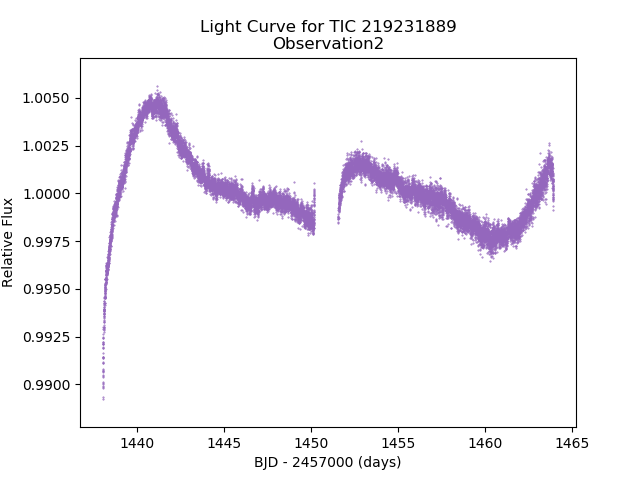 Light Curve for TIC 219231889
Observation2
Relative Flux
1.0050
1.0025
1.0000
0.9975
0.9950
0.9925
0.9900
1440 1445 1450 1455 1460 1465
BJD - 2457000 (days)